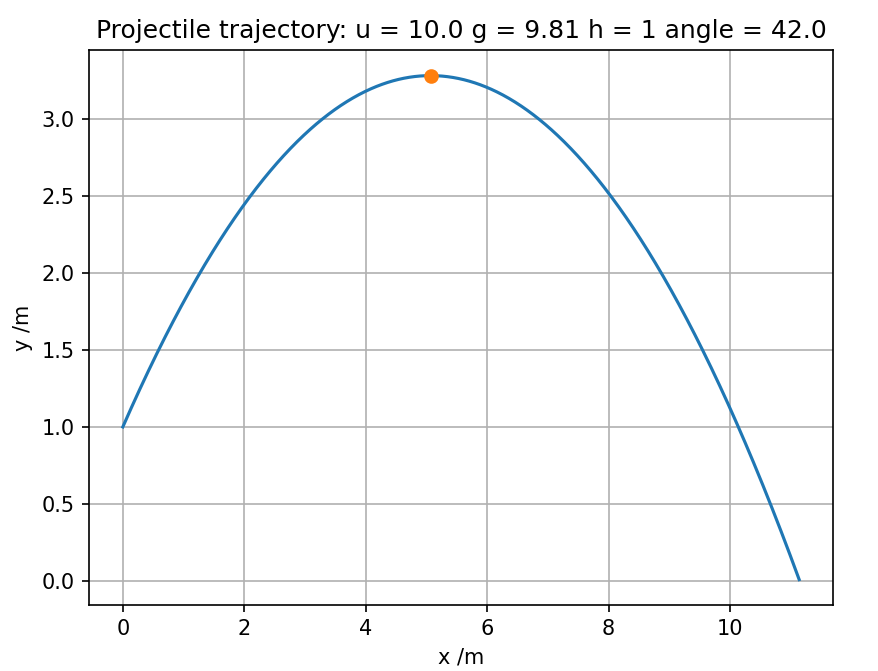 Projectile trajectory: u = 10.0 g = 9.81 h = 1 angle = 42.0
y /m
3.0
2.5
2.0
1.5
1.0
0.5
0.0
0 2 4 6 8 10
x /m